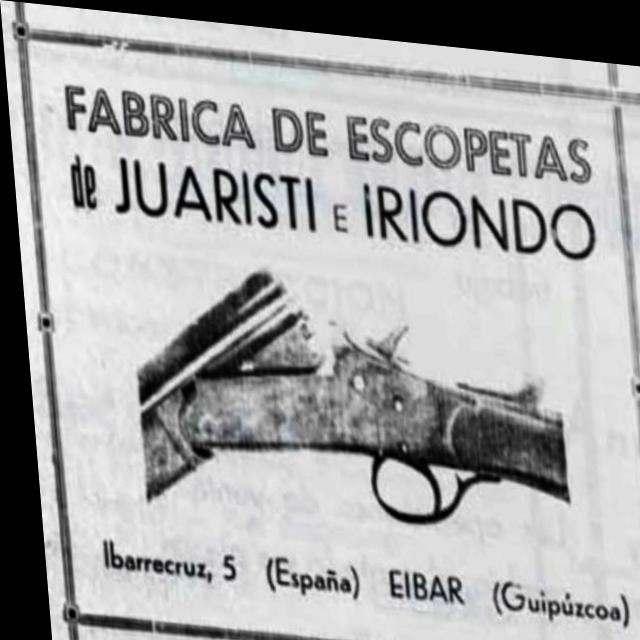 FABRICA DE ESCOPETAS
de JUARISTI E IRIONDO
Ibarrecruz, 5 (España) EIBAR (Guipúzcoa)